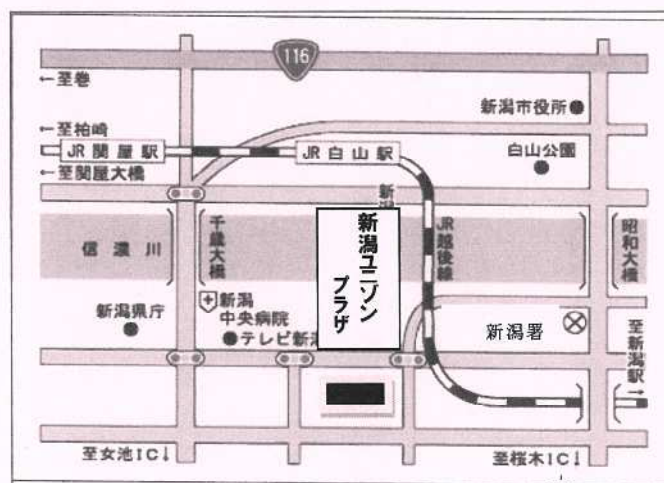 116
←至巻
新潟市役所
←至柏崎
JR関屋駅
JR白山駅
白山公園
←至関屋大橋
新潟
信濃川
千歳大橋
新潟ユニゾン
プラザ
JR越後線
昭和大橋
新潟県庁
新潟
中央病院
テレビ新潟
新潟署
至新潟駅→
至女池IC↓
至桜木IC↓